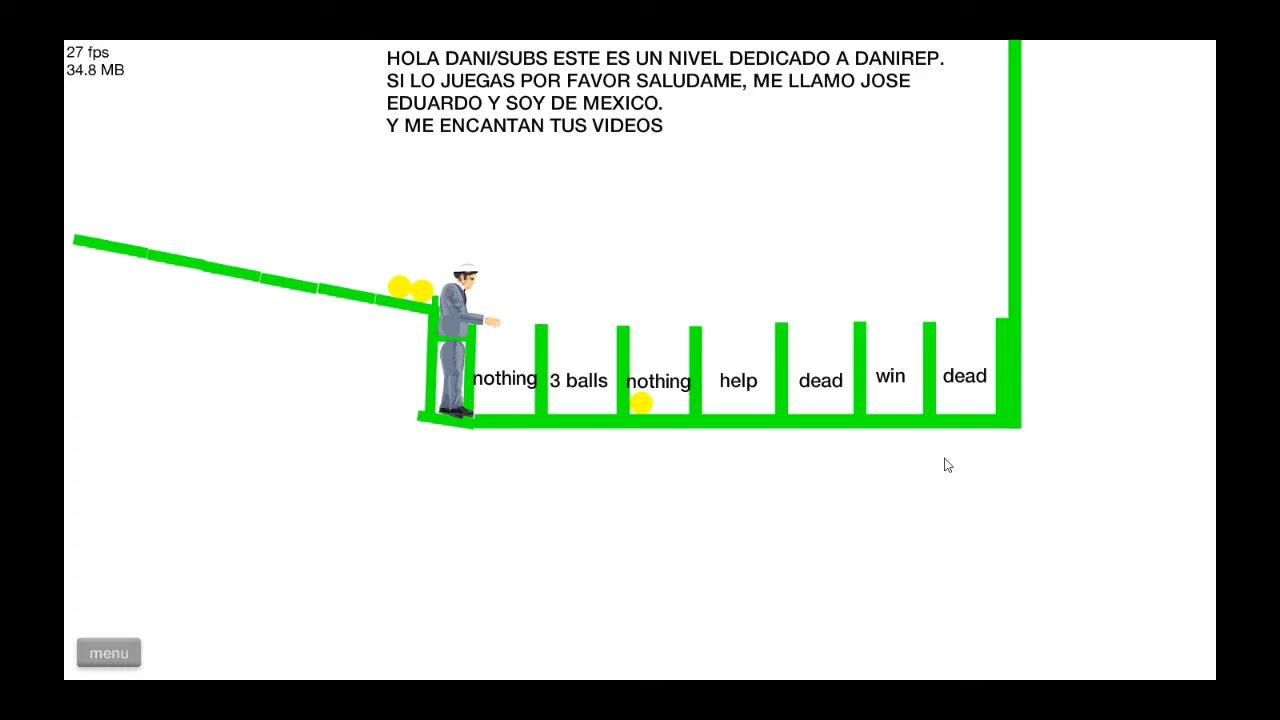 27 fps
34.8 MB
HOLA DANI/SUBS ESTE ES UN NIVEL DEDICADO A DANIREP.
SI LO JUEGAS POR FAVOR SALUDAME, ME LLAMO JOSE
EDUARDO Y SOY DE MEXICO.
Y ME ENCANTAN TUS VIDEOS
nothing 3 balls nothing help dead win dead
menu